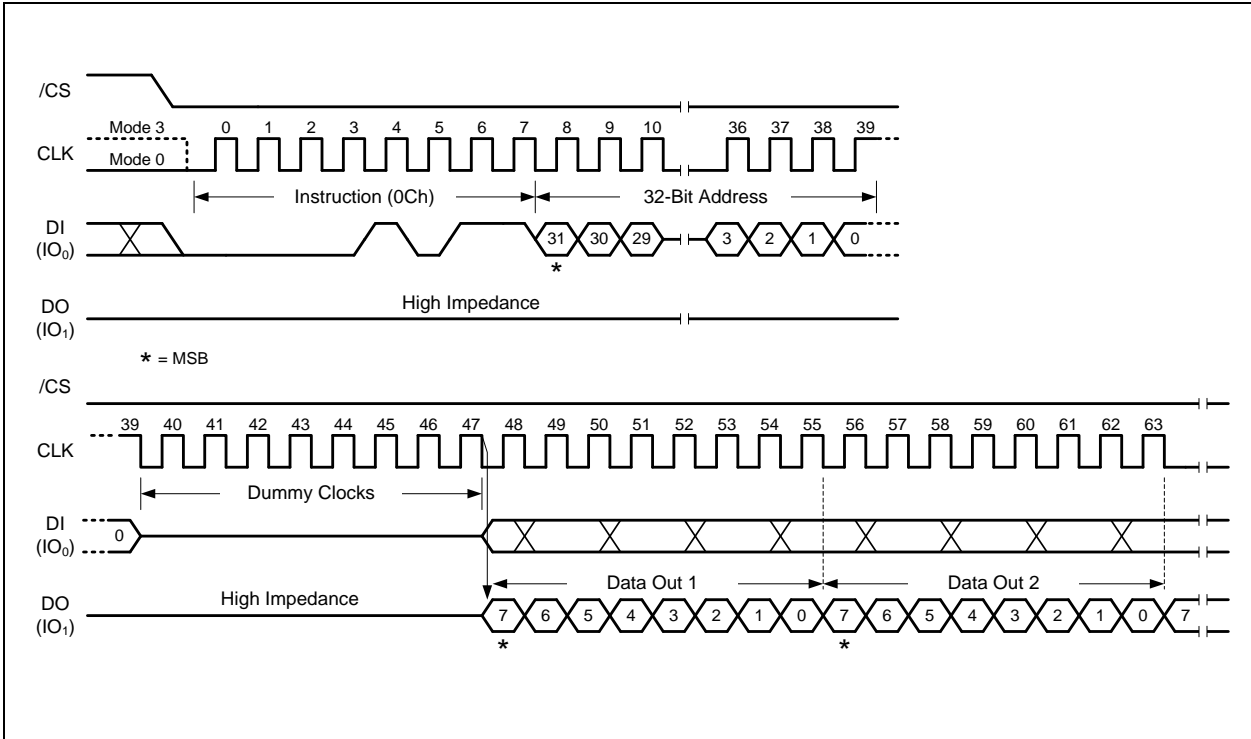 /CS
Mode 3 0 1 2 3 4 5 6 7 8 9 10 36 37 38 39
CLK
Mode 0
Instruction (0Ch) 32-Bit Address
DI
(IO₀)
31 30 29 3 2 1 0
*
High Impedance
DO
(IO₁)
* = MSB
/CS
39 40 41 42 43 44 45 46 47 48 49 50 51 52 53 54 55 56 57 58 59 60 61 62 63
CLK
Dummy Clocks
DI
(IO₀)
0
High Impedance Data Out 1 Data Out 2
DO
(IO₁)
7 6 5 4 3 2 1 0 7 6 5 4 3 2 1 0 7
* *